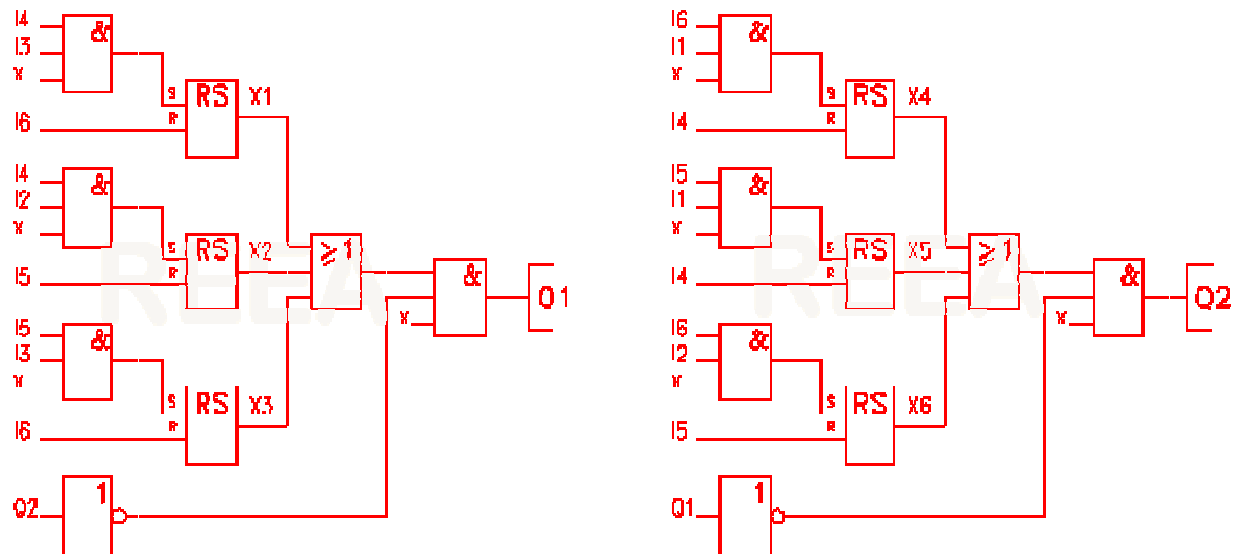 I4
I3
x
&
S
R
RS
X1
I6
I4
I2
x
&
S
R
RS
X2
I5
≥1
&
x
Q1
I5
I3
x
&
S
R
RS
X3
I6
Q2
1
I6
I1
x
&
S
R
RS
X4
I4
I5
I1
x
&
S
R
RS
X5
I4
≥1
&
x
Q2
I6
I2
x
&
S
R
RS
X6
I5
Q1
1
REEA
REEA